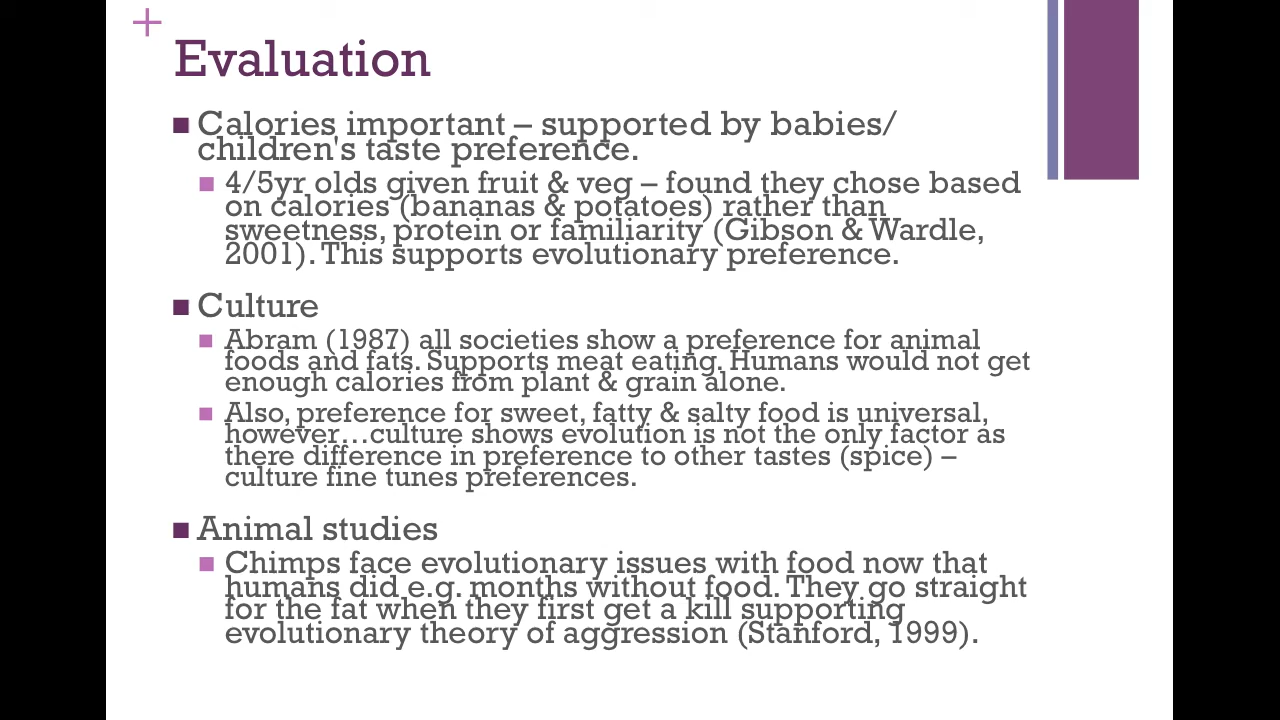 Evaluation
Calories important – supported by babies/
children's taste preference.
4/5yr olds given fruit & veg – found they chose based
on calories (bananas & potatoes) rather than
sweetness, protein or familiarity (Gibson & Wardle,
2001). This supports evolutionary preference.
Culture
Abram (1987) all societies show a preference for animal
foods and fats. Supports meat eating. Humans would not get
enough calories from plant & grain alone.
Also, preference for sweet, fatty & salty food is universal,
however…culture shows evolution is not the only factor as
there difference in preference to other tastes (spice) –
culture fine tunes preferences.
Animal studies
Chimps face evolutionary issues with food now that
humans did e.g. months without food. They go straight
for the fat when they first get a kill supporting
evolutionary theory of aggression (Stanford, 1999).